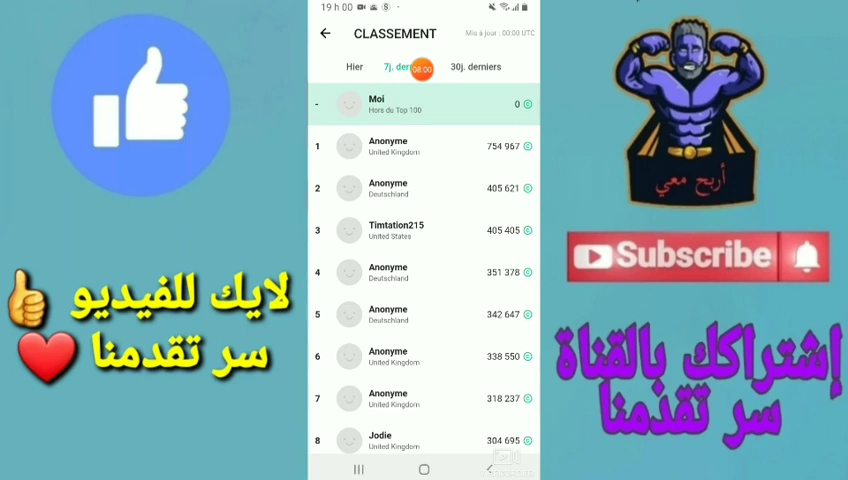 19 h 00
CLASSEMENT
Mis à jour : 00:00 UTC
Hier
7j. der
08:00
30j. derniers
-
Moi
Hors du Top 100
0
1
Anonyme
United Kingdom
754 967
2
Anonyme
Deutschland
405 621
3
Timtation215
United States
405 405
4
Anonyme
Deutschland
351 378
5
Anonyme
Deutschland
342 647
6
Anonyme
United Kingdom
338 550
7
Anonyme
United Kingdom
318 237
8
Jodie
United Kingdom
304 695
لايك للفيديو
سر تقدمنا
أربح معي
Subscribe
إشتراكك بالقناة
سر تقدمنا